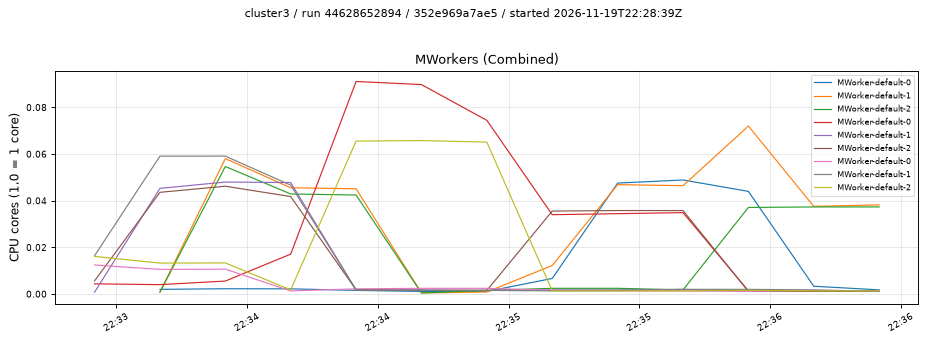 cluster3 / run 44628652894 / 352e969a7ae5 / started 2026-11-19T22:28:39Z
MWorkers (Combined)
CPU cores (1.0 = 1 core)
0.08
0.06
0.04
0.02
0.00
MWorker-default-0
MWorker-default-1
MWorker-default-2
MWorker-default-0
MWorker-default-1
MWorker-default-2
MWorker-default-0
MWorker-default-1
MWorker-default-2
22:33
22:34
22:34
22:35
22:35
22:36
22:36